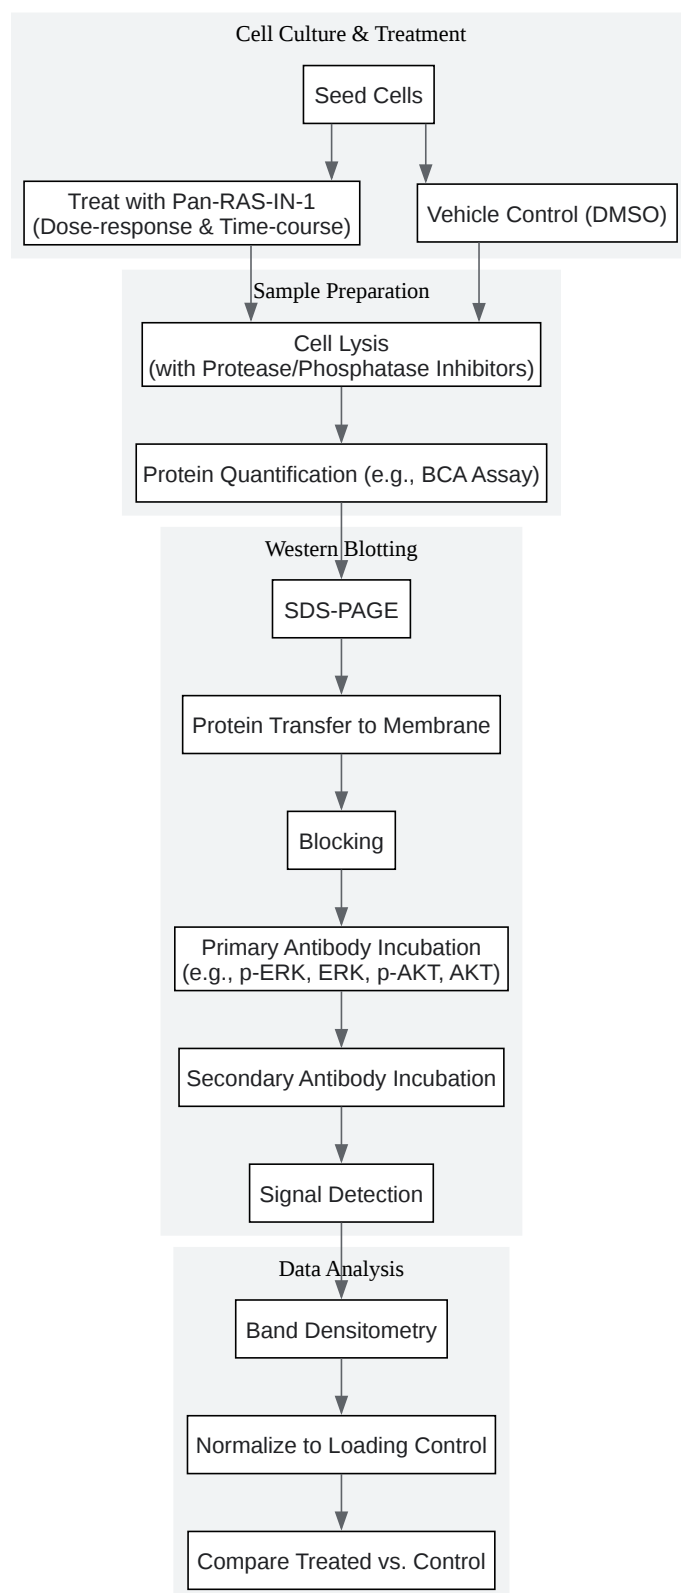 Cell Culture & Treatment
Seed Cells
Treat with Pan-RAS-IN-1
(Dose-response & Time-course)
Vehicle Control (DMSO)
Sample Preparation
Cell Lysis
(with Protease/Phosphatase Inhibitors)
Protein Quantification (e.g., BCA Assay)
Western Blotting
SDS-PAGE
Protein Transfer to Membrane
Blocking
Primary Antibody Incubation
(e.g., p-ERK, ERK, p-AKT, AKT)
Secondary Antibody Incubation
Signal Detection
Data Analysis
Band Densitometry
Normalize to Loading Control
Compare Treated vs. Control